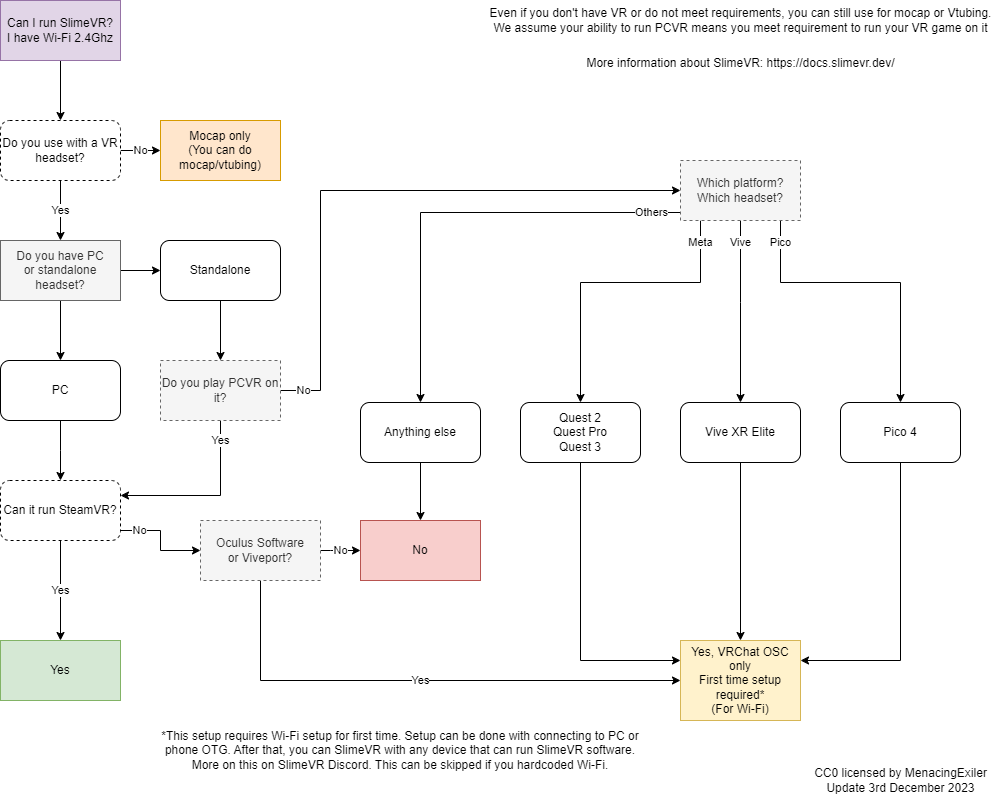 Can I run SlimeVR?
I have Wi-Fi 2.4Ghz
Even if you don't have VR or do not meet requirements, you can still use for mocap or Vtubing.
We assume your ability to run PCVR means you meet requirement to run your VR game on it
More information about SlimeVR: https://docs.slimevr.dev/
Do you use with a VR
headset?
No
Mocap only
(You can do
mocap/vtubing)
Yes
Which platform?
Which headset?
Others
Meta
Vive
Pico
Do you have PC
or standalone
headset?
Standalone
PC
Do you play PCVR on
it?
No
Yes
Anything else
Quest 2
Quest Pro
Quest 3
Vive XR Elite
Pico 4
Can it run SteamVR?
No
Oculus Software
or Viveport?
No
No
Yes
Yes
Yes
Yes, VRChat OSC
only
First time setup
required*
(For Wi-Fi)
*This setup requires Wi-Fi setup for first time. Setup can be done with connecting to PC or
phone OTG. After that, you can SlimeVR with any device that can run SlimeVR software.
More on this on SlimeVR Discord. This can be skipped if you hardcoded Wi-Fi.
CC0 licensed by MenacingExiler
Update 3rd December 2023